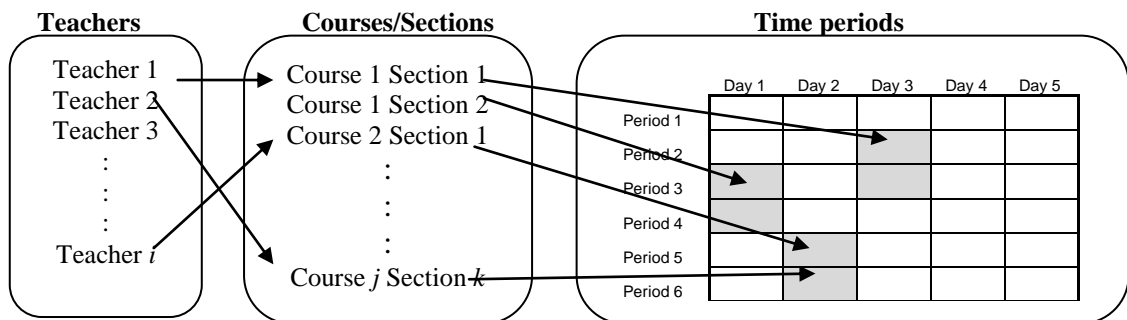 Teachers
Teacher 1
Teacher 2
Teacher 3
:
:
:
Teacher i
Courses/Sections
Course 1 Section 1
Course 1 Section 2
Course 2 Section 1
:
:
:
Course j Section k
Time periods
Day 1 Day 2 Day 3 Day 4 Day 5
Period 1
Period 2
Period 3
Period 4
Period 5
Period 6